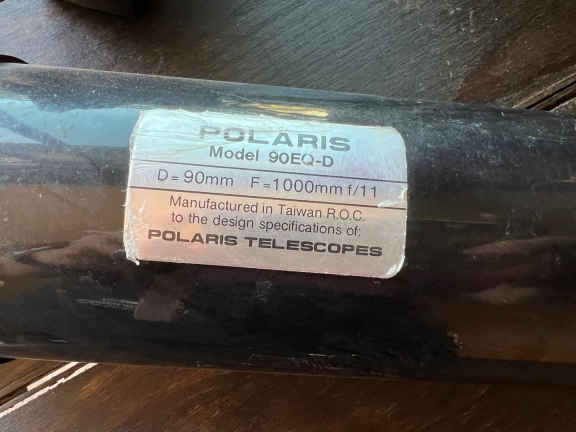 POLARIS
Model 90EQ-D
D=90mm F=1000mm f/11
Manufactured in Taiwan R.O.C.
to the design specifications of:
POLARIS TELESCOPES